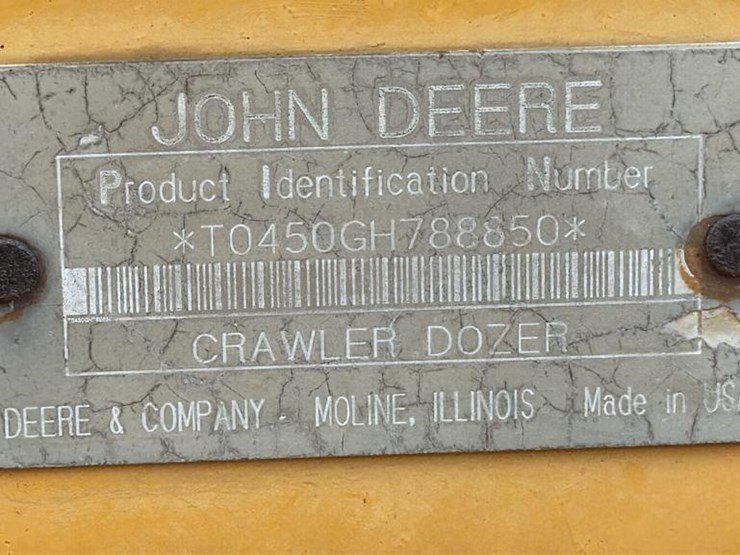 JOHN DEERE
Product Identification Number
*T0450GH788850*
CRAWLER DOZER
DEERE & COMPANY - MOLINE, ILLINOIS Made in USA